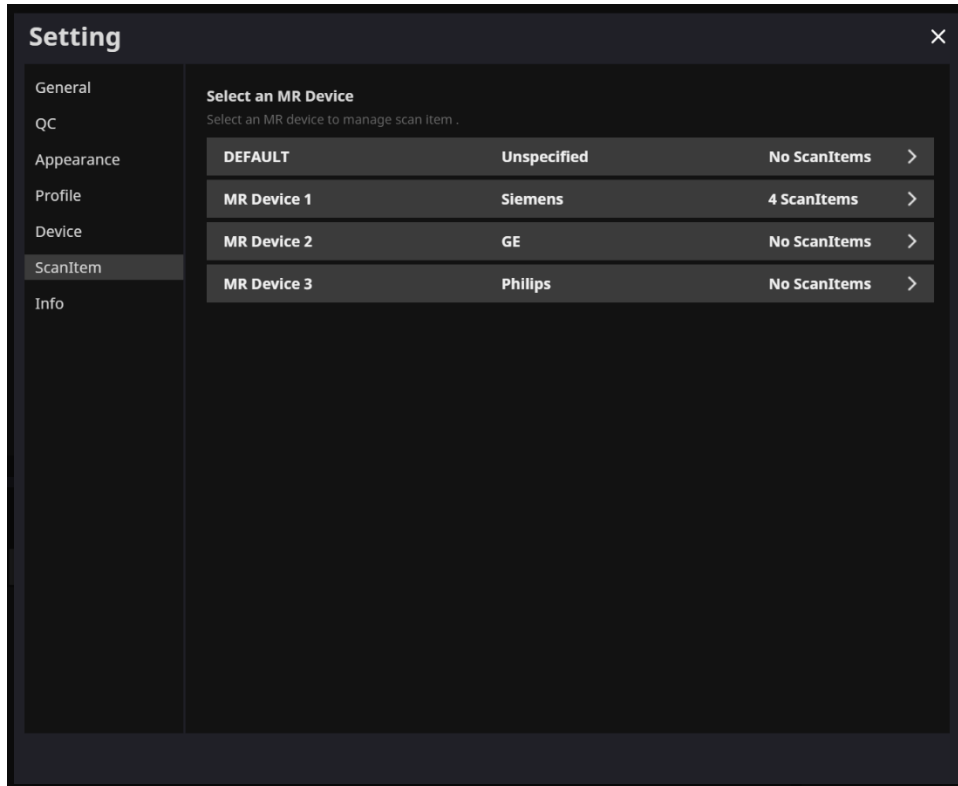 Setting
General
QC
Appearance
Profile
Device
ScanItem
Info
Select an MR Device
Select an MR device to manage scan item .
DEFAULT Unspecified No ScanItems
MR Device 1 Siemens 4 ScanItems
MR Device 2 GE No ScanItems
MR Device 3 Philips No ScanItems